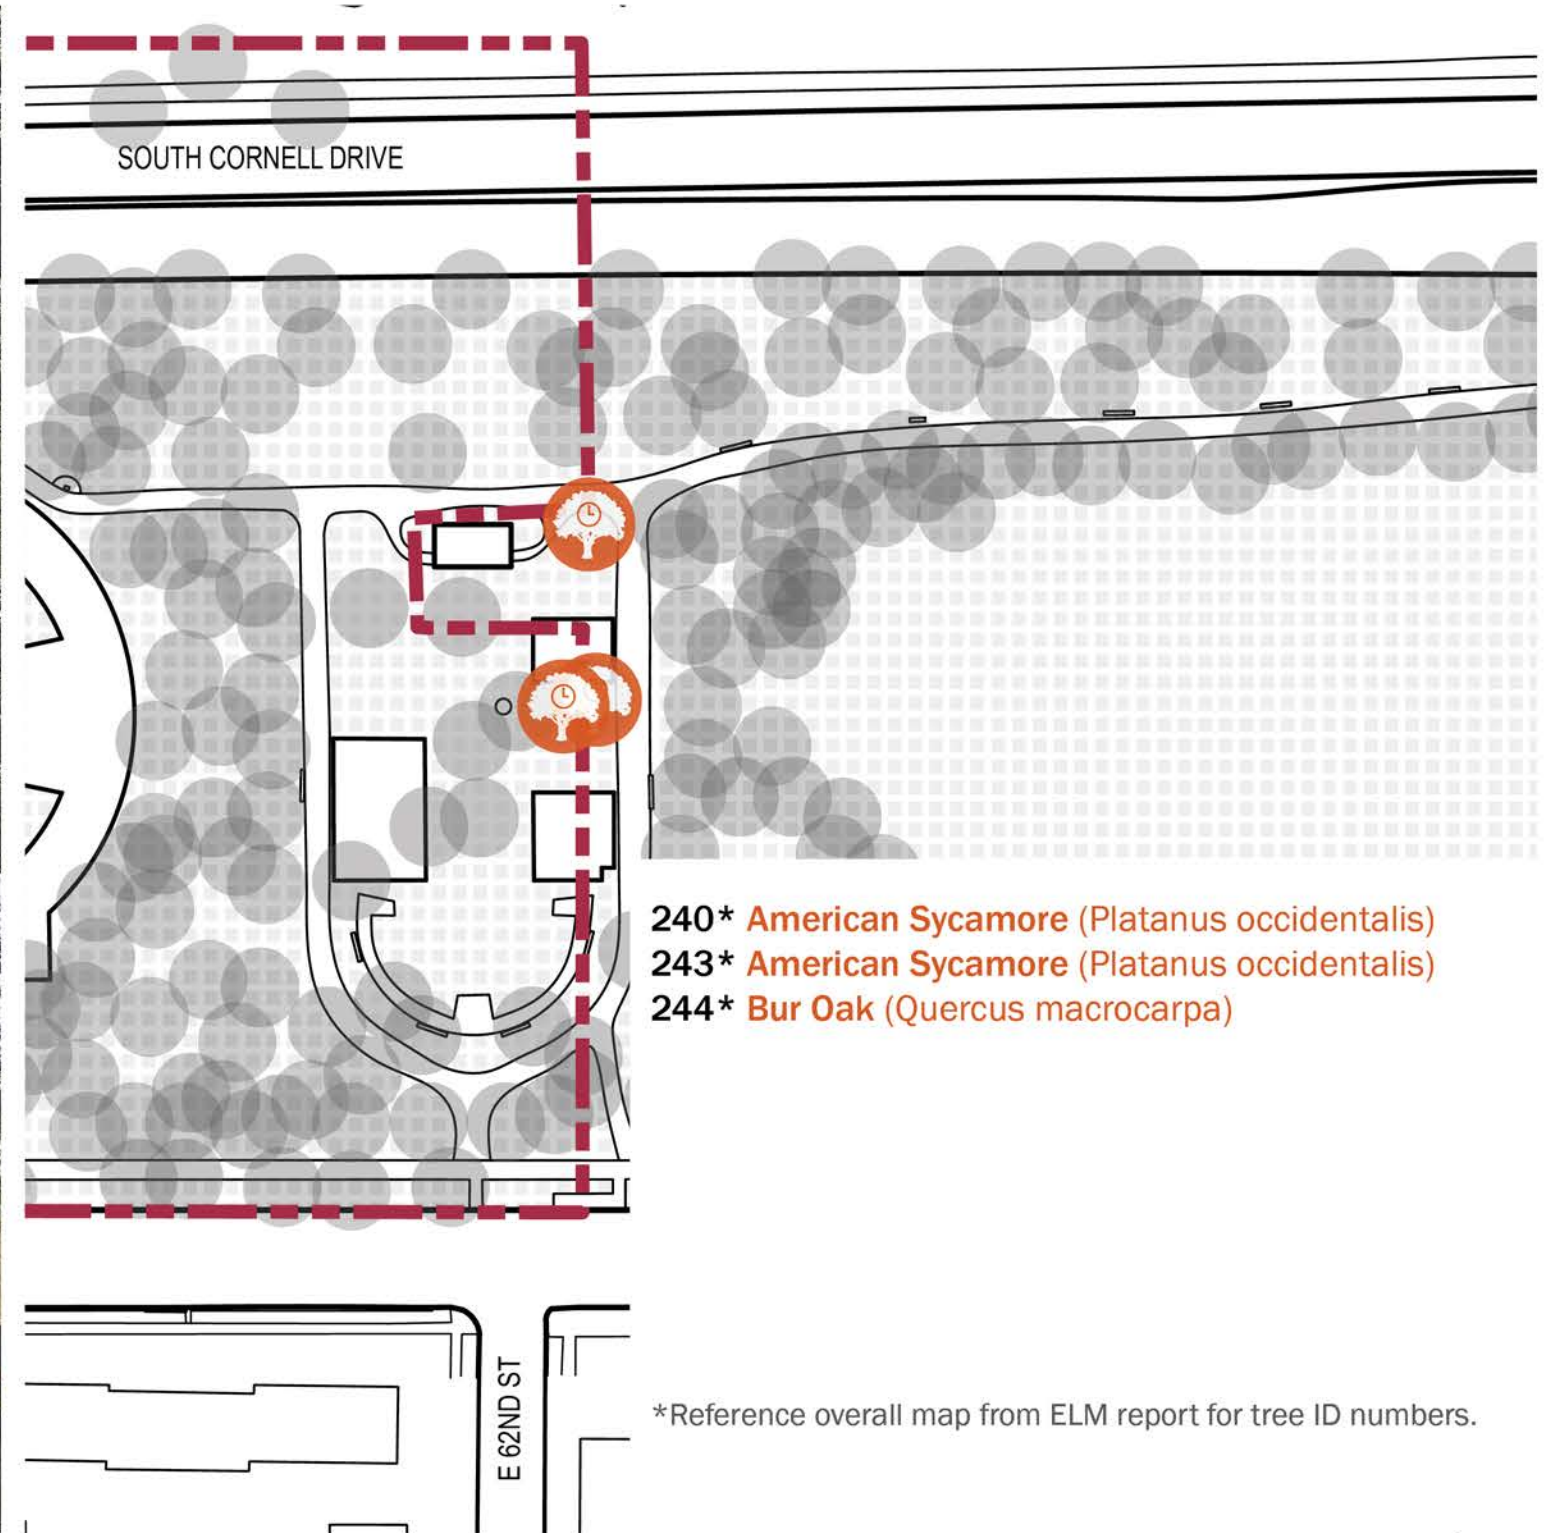 SOUTH CORNELL DRIVE
240* American Sycamore (Platanus occidentalis)
243* American Sycamore (Platanus occidentalis)
244* Bur Oak (Quercus macrocarpa)
E 62ND ST
*Reference overall map from ELM report for tree ID numbers.